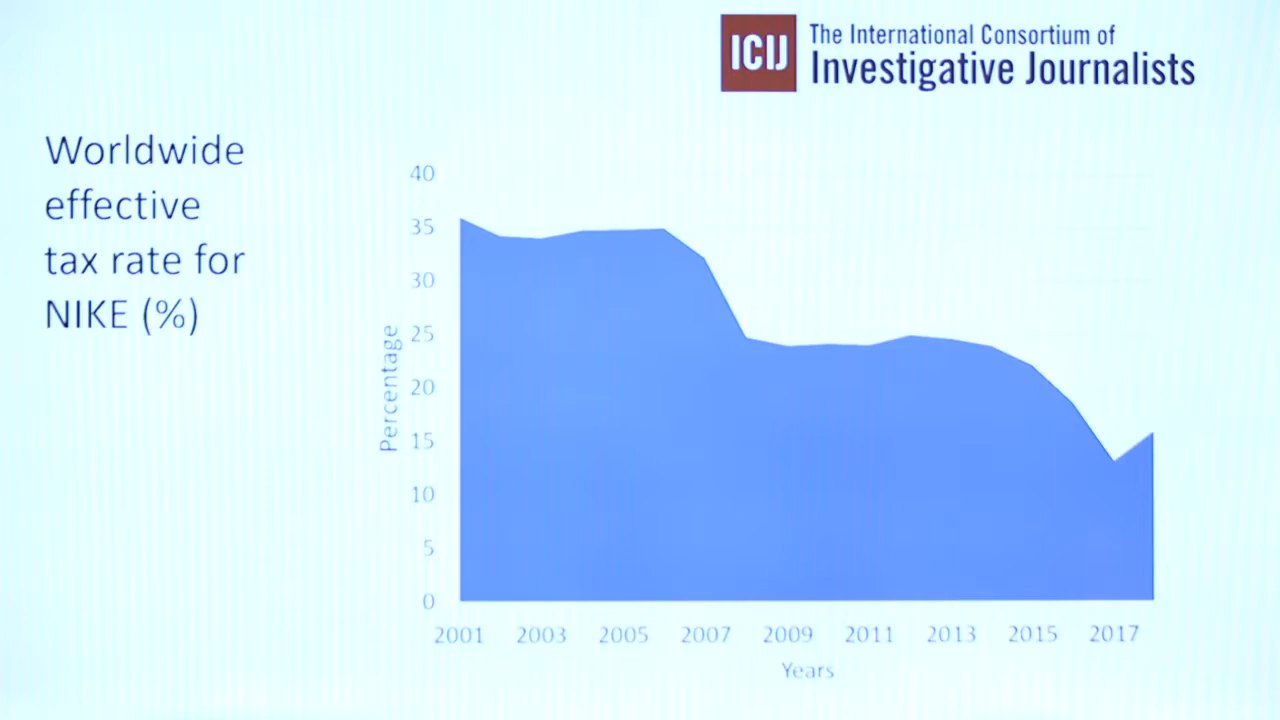 ICIJ
The International Consortium of
Investigative Journalists
Worldwide
effective
tax rate for
NIKE (%)
40
35
30
25
20
15
10
5
0
Percentage
2001 2003 2005 2007 2009 2011 2013 2015 2017
Years